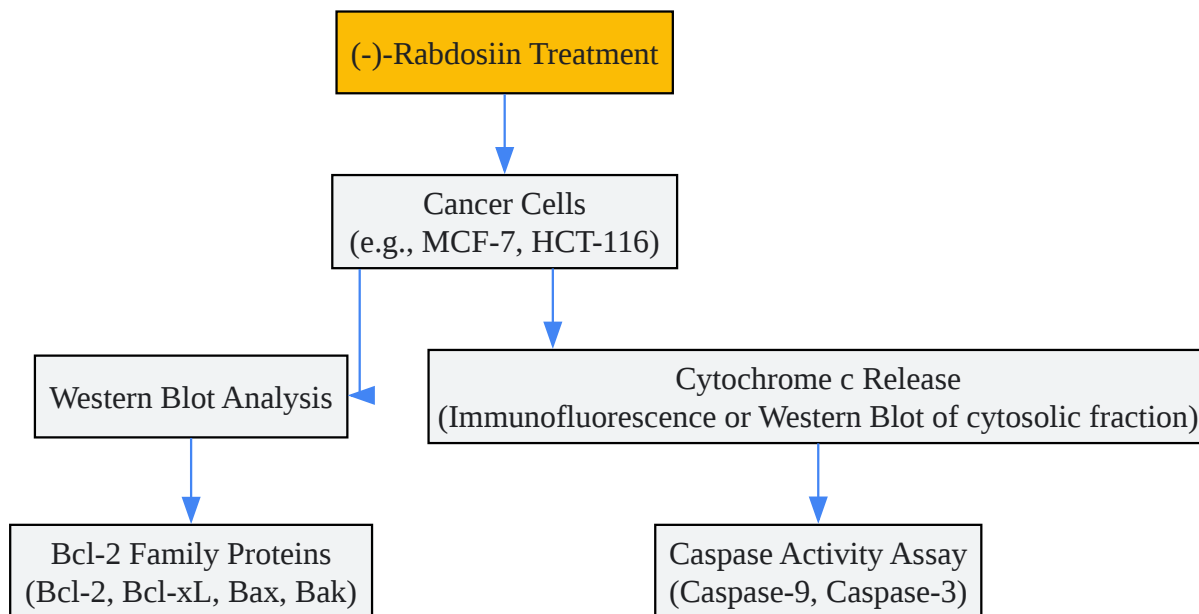 (-)-Rabdosiin Treatment
Cancer Cells
(e.g., MCF-7, HCT-116)
Western Blot Analysis
Cytochrome c Release
(Immunofluorescence or Western Blot of cytosolic fraction)
Bcl-2 Family Proteins
(Bcl-2, Bcl-xL, Bax, Bak)
Caspase Activity Assay
(Caspase-9, Caspase-3)